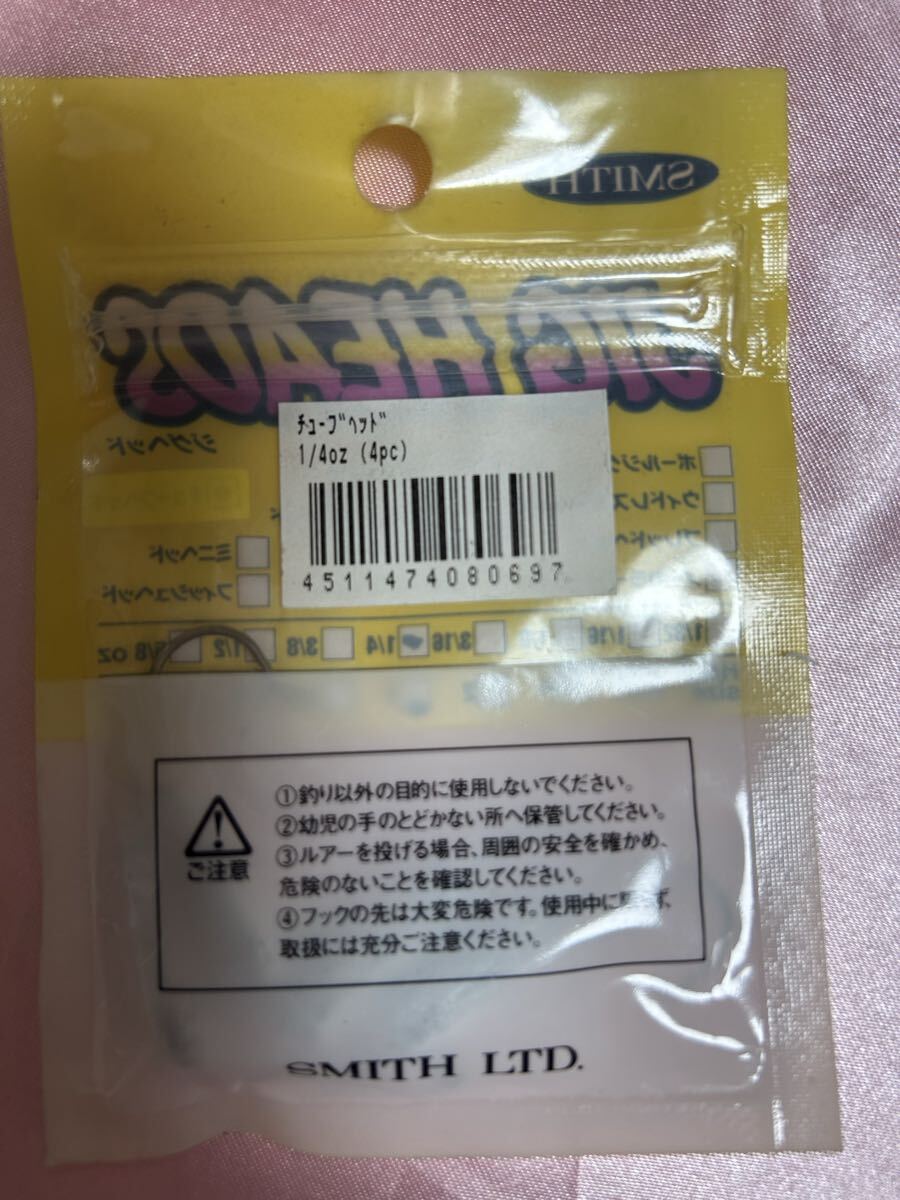 SMITH
JIG HEADS
チューブヘッド
1/4oz (4pc)
4511474080697
ジグヘッド
ミニヘッド
フィッシュヘッド
1/16 3/16 1/4 3/8 1/2 5/8 oz
ご注意
①釣り以外の目的に使用しないでください。
②幼児の手のとどかない所へ保管してください。
③ルアーを投げる場合、周囲の安全を確かめ、
危険のないことを確認してください。
④フックの先は大変危険です。使用中に ず、
取扱には充分ご注意ください。
SMITH LTD.